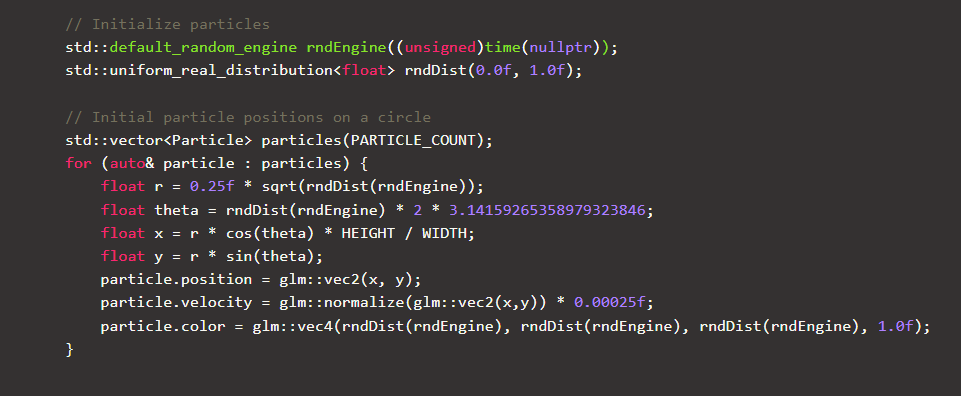 // Initialize particles
std::default_random_engine rndEngine((unsigned)time(nullptr));
std::uniform_real_distribution<float> rndDist(0.0f, 1.0f);

// Initial particle positions on a circle
std::vector<Particle> particles(PARTICLE_COUNT);
for (auto& particle : particles) {
    float r = 0.25f * sqrt(rndDist(rndEngine));
    float theta = rndDist(rndEngine) * 2 * 3.14159265358979323846;
    float x = r * cos(theta) * HEIGHT / WIDTH;
    float y = r * sin(theta);
    particle.position = glm::vec2(x, y);
    particle.velocity = glm::normalize(glm::vec2(x,y)) * 0.00025f;
    particle.color = glm::vec4(rndDist(rndEngine), rndDist(rndEngine), rndDist(rndEngine), 1.0f);
}